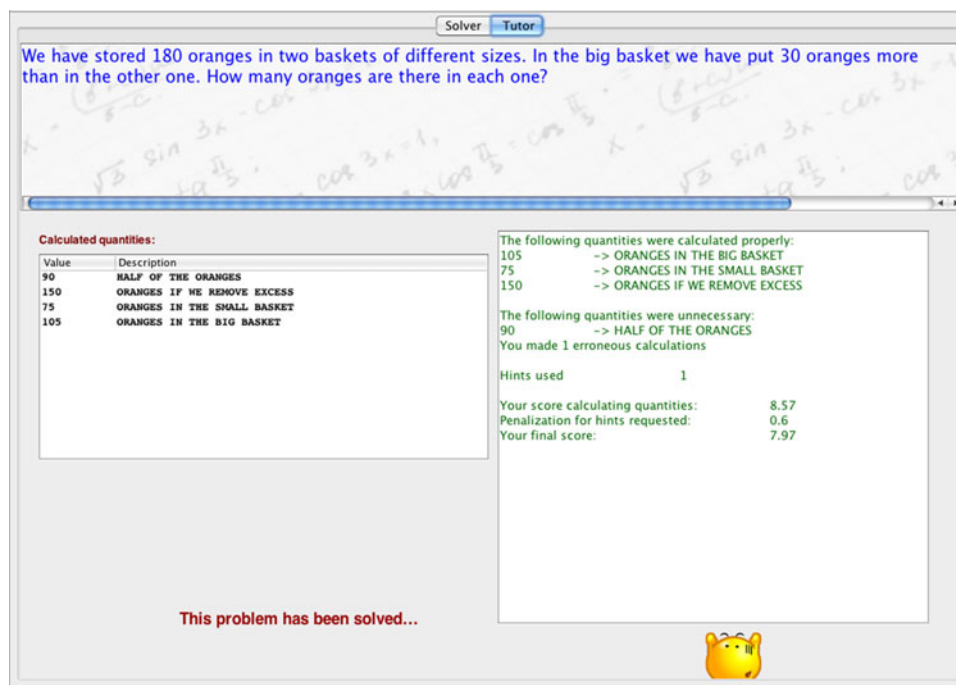 Solver Tutor
We have stored 180 oranges in two baskets of different sizes. In the big basket we have put 30 oranges more
than in the other one. How many oranges are there in each one?
Calculated quantities:
Value Description
90 HALF OF THE ORANGES
150 ORANGES IF WE REMOVE EXCESS
75 ORANGES IN THE SMALL BASKET
105 ORANGES IN THE BIG BASKET
The following quantities were calculated properly:
105 -> ORANGES IN THE BIG BASKET
75 -> ORANGES IN THE SMALL BASKET
150 -> ORANGES IF WE REMOVE EXCESS
The following quantities were unnecessary:
90 -> HALF OF THE ORANGES
You made 1 erroneous calculations
Hints used 1
Your score calculating quantities: 8.57
Penalization for hints requested: 0.6
Your final score: 7.97
This problem has been solved...